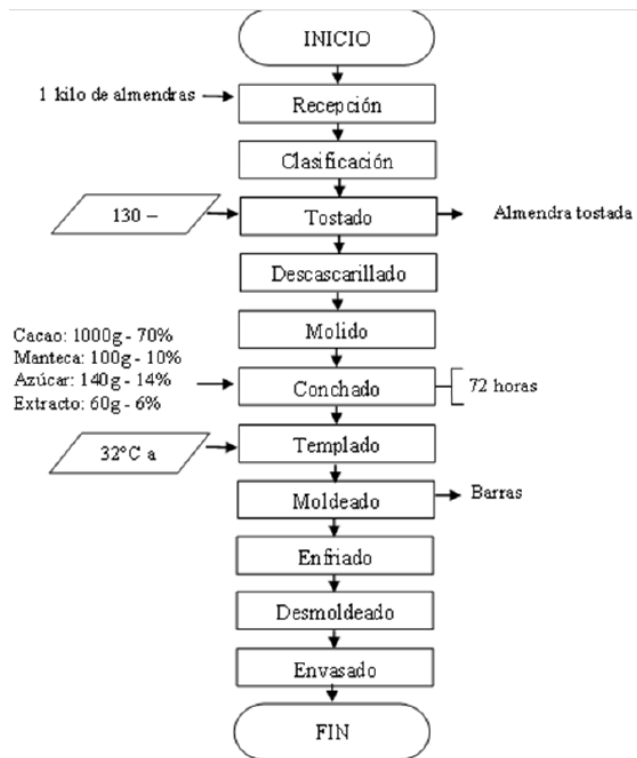 INICIO
1 kilo de almendras
Recepción
Clasificación
130 –
Tostado
Almendra tostada
Descascarillado
Molido
Cacao: 1000g - 70%
Manteca: 100g - 10%
Azúcar: 140g - 14%
Extracto: 60g - 6%
Conchado
72 horas
Templado
32°C a
Moldeado
Barras
Enfriado
Desmoldeado
Envasado
FIN